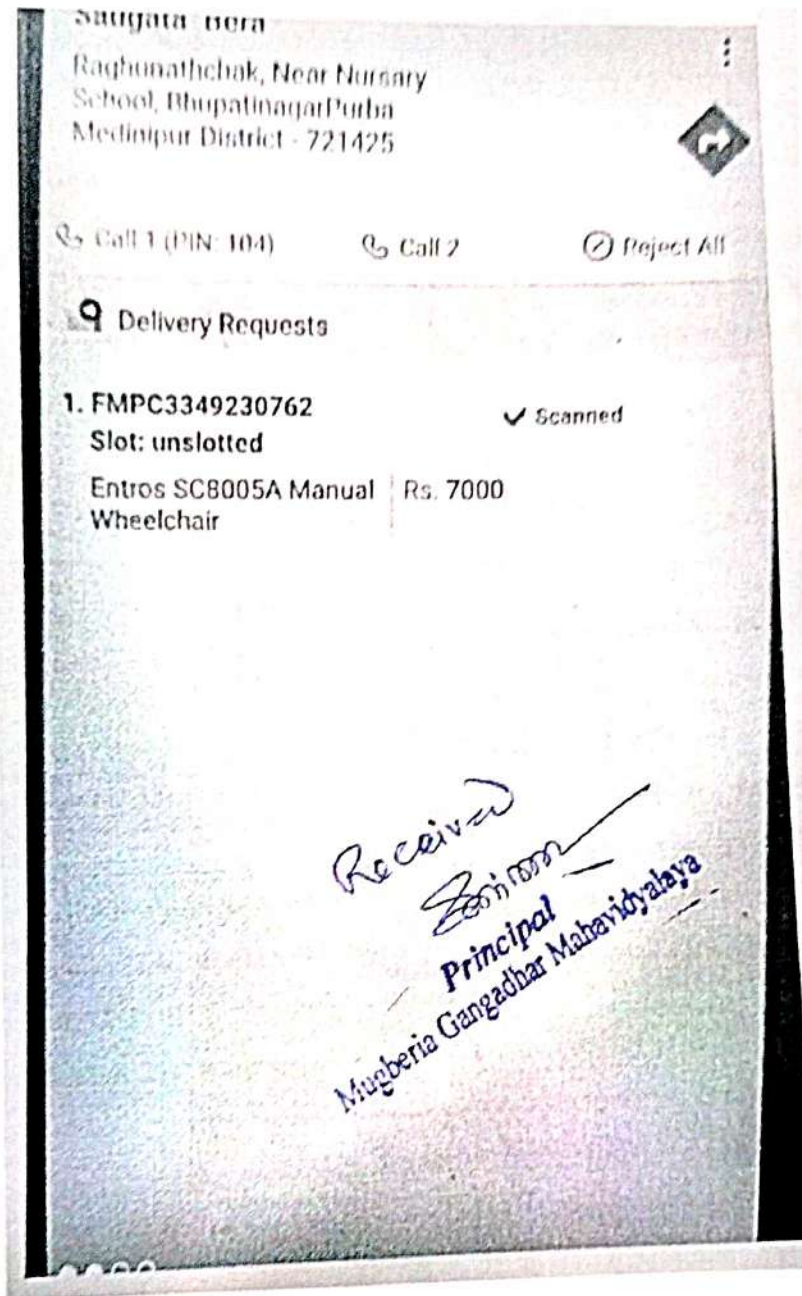 Saugata Bera
Raghunathchak, Near Nursary
School, BhupatinagarPurba
Medinipur District - 721425
Call 1 (PIN: 104)
Call 2
Reject All
Delivery Requests
1. FMPC3349230762
Scanned
Slot: unslotted
Entros SC8005A Manual
Rs. 7000
Wheelchair
Received
Principal
Mugberia Gangadhar Mahavidyalaya